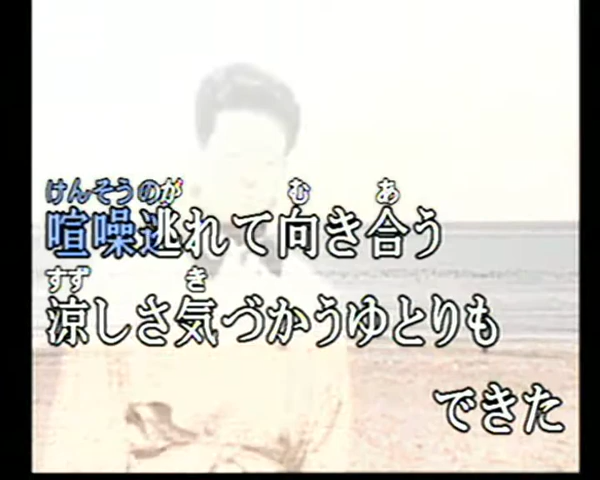 けんそうのが む あ
喧噪逃れて向き合う
すず き
涼しさ気づかうゆとりも
できた